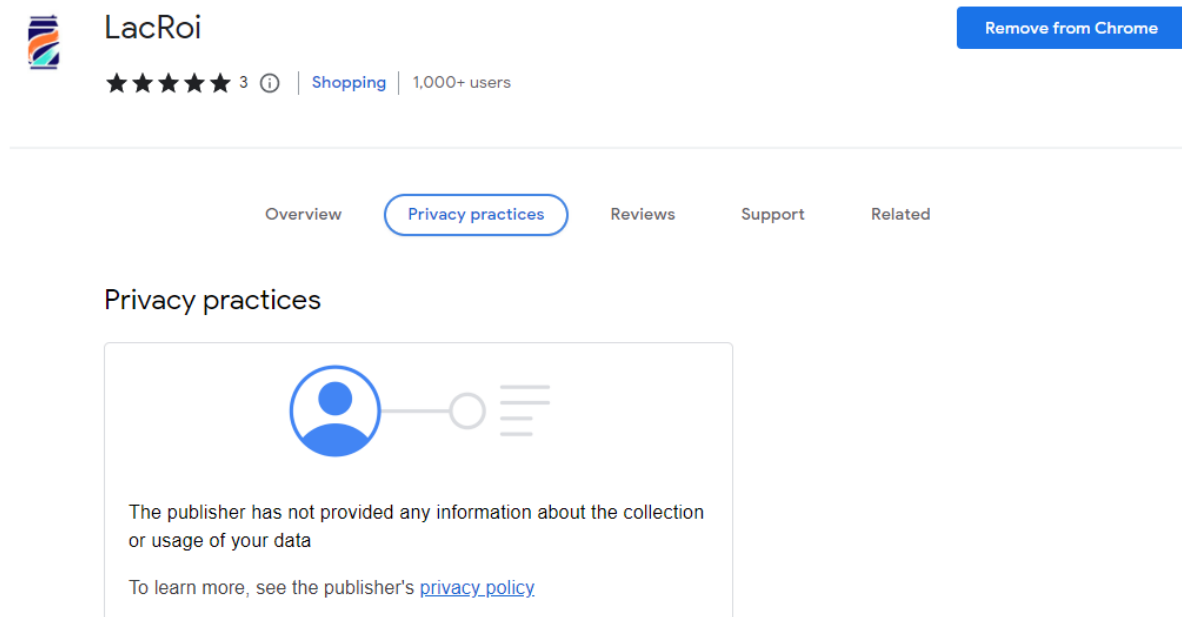 LacRoi
Remove from Chrome
3 Shopping 1,000+ users
Overview Privacy practices Reviews Support Related
Privacy practices
The publisher has not provided any information about the collection
or usage of your data
To learn more, see the publisher's privacy policy